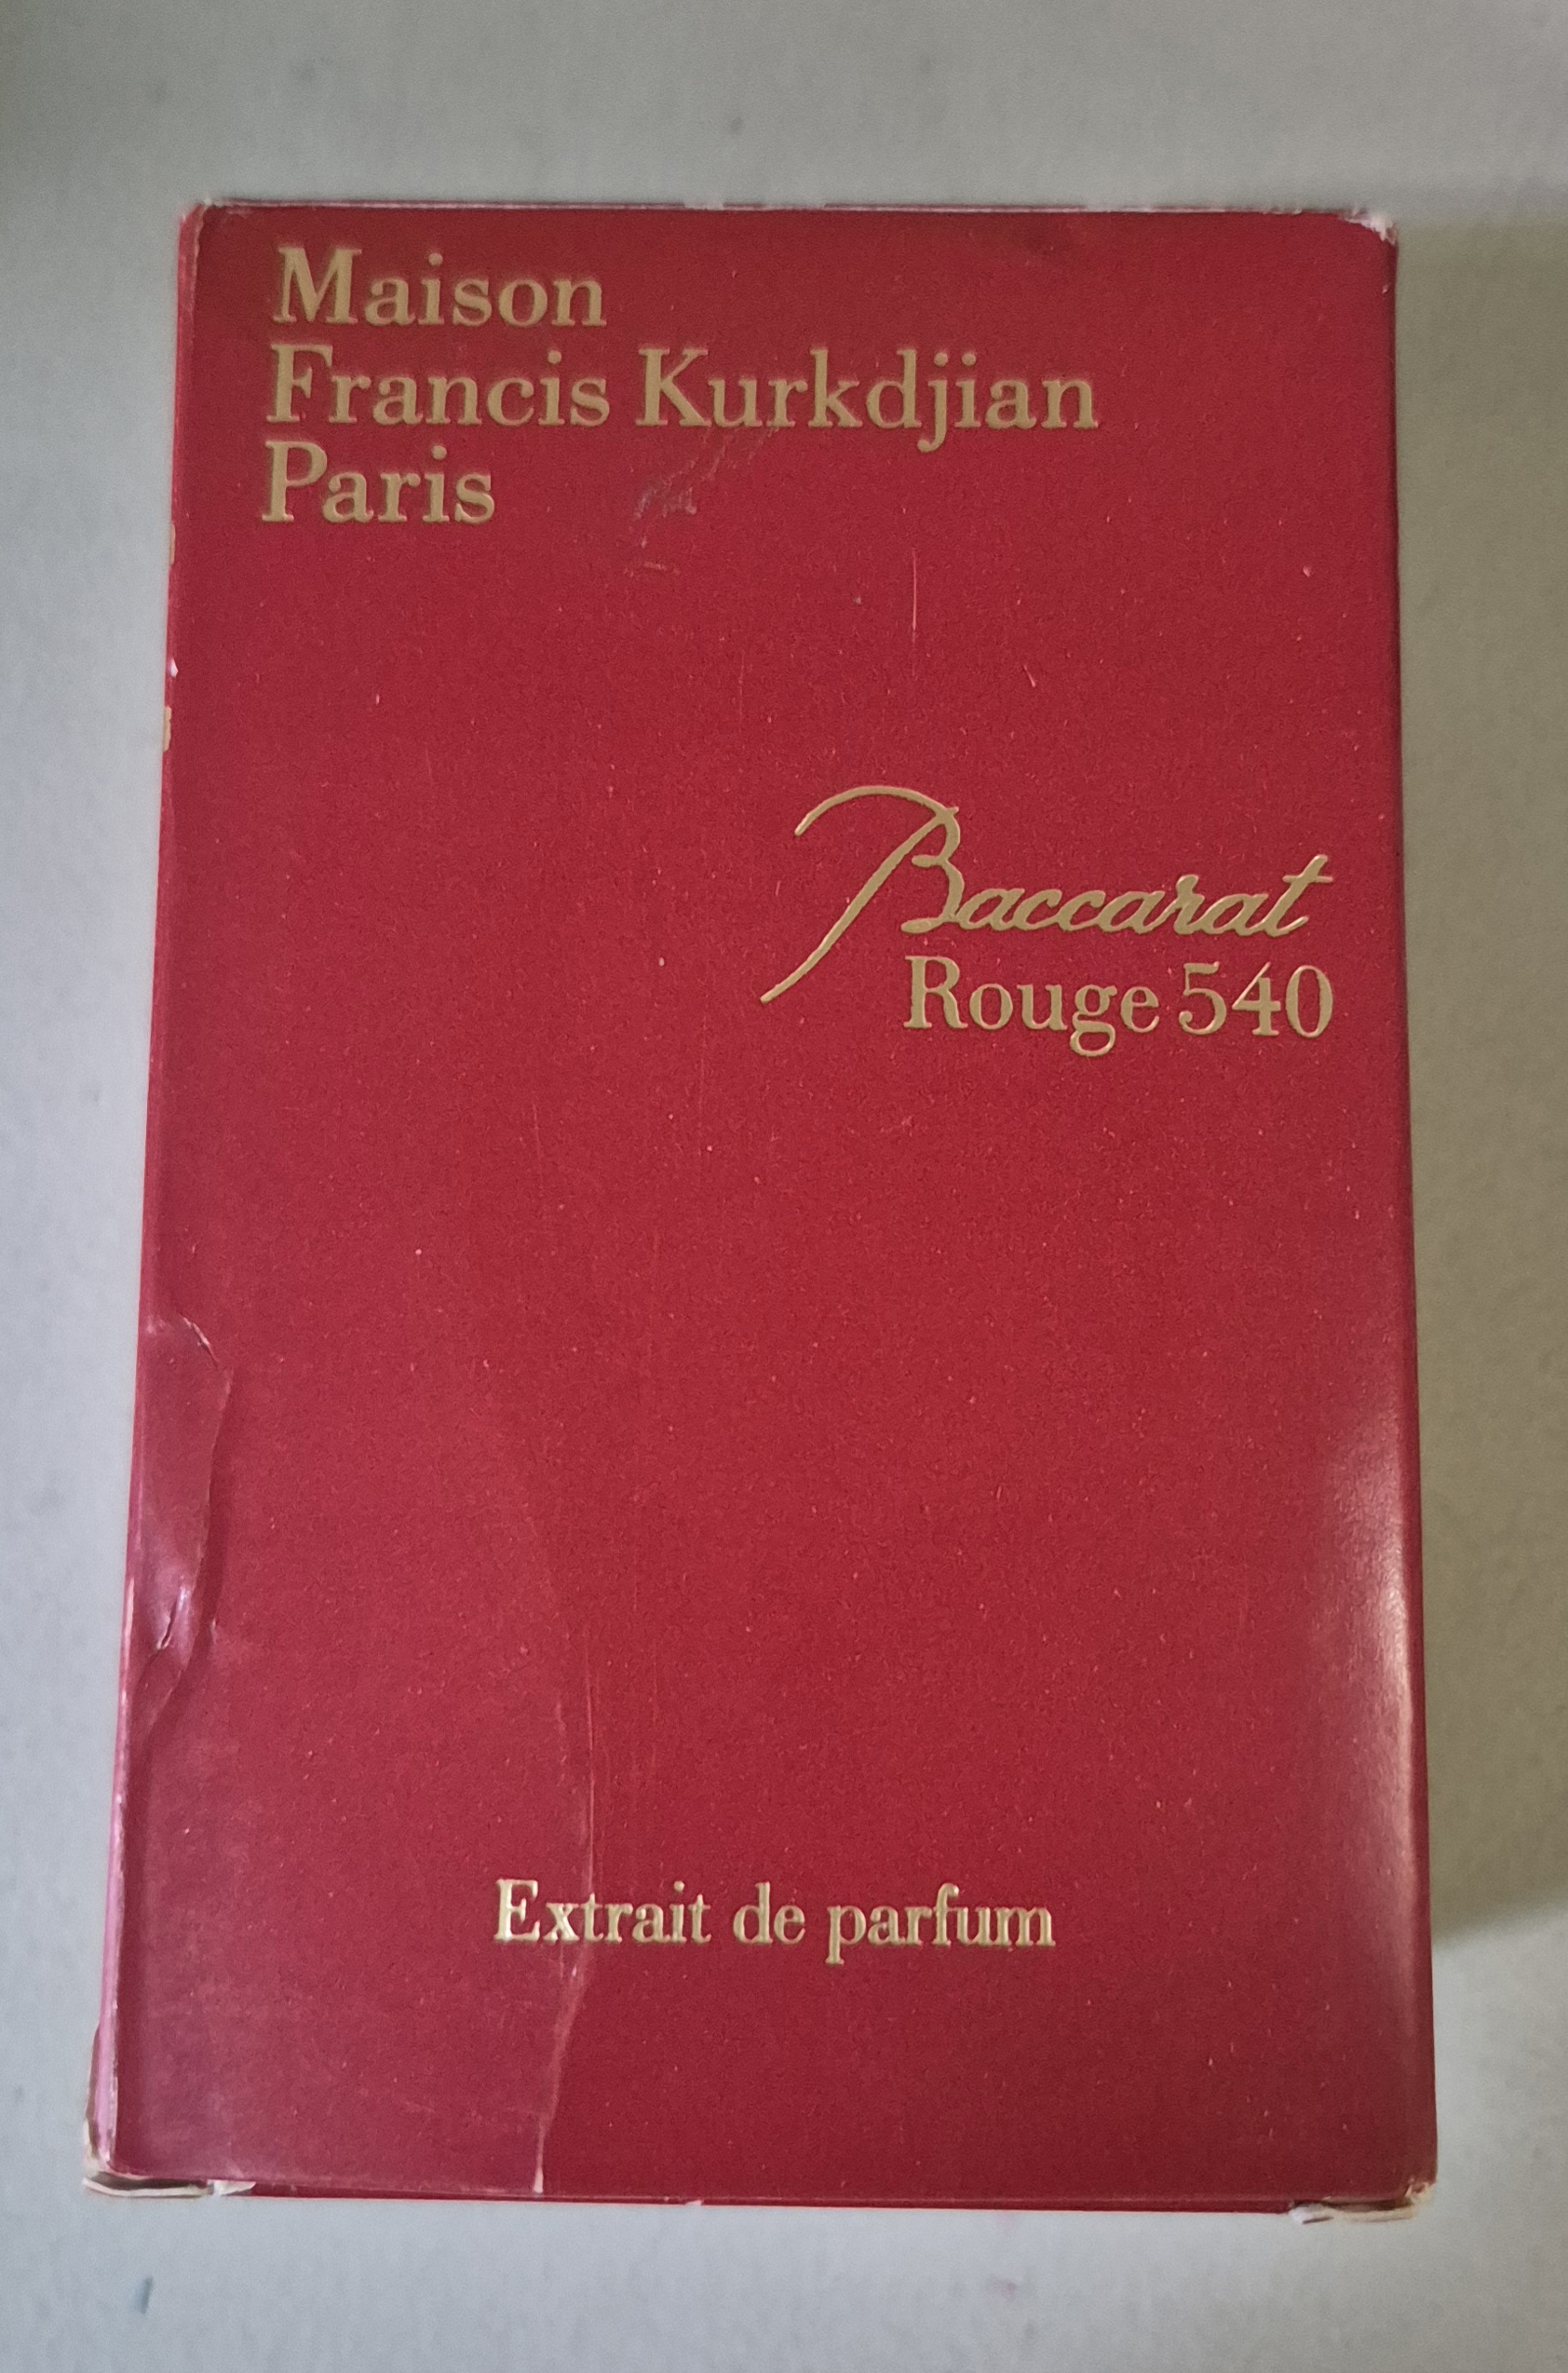 Maison
Francis Kurkdjian
Paris
Baccarat
Rouge 540
Extrait de parfum